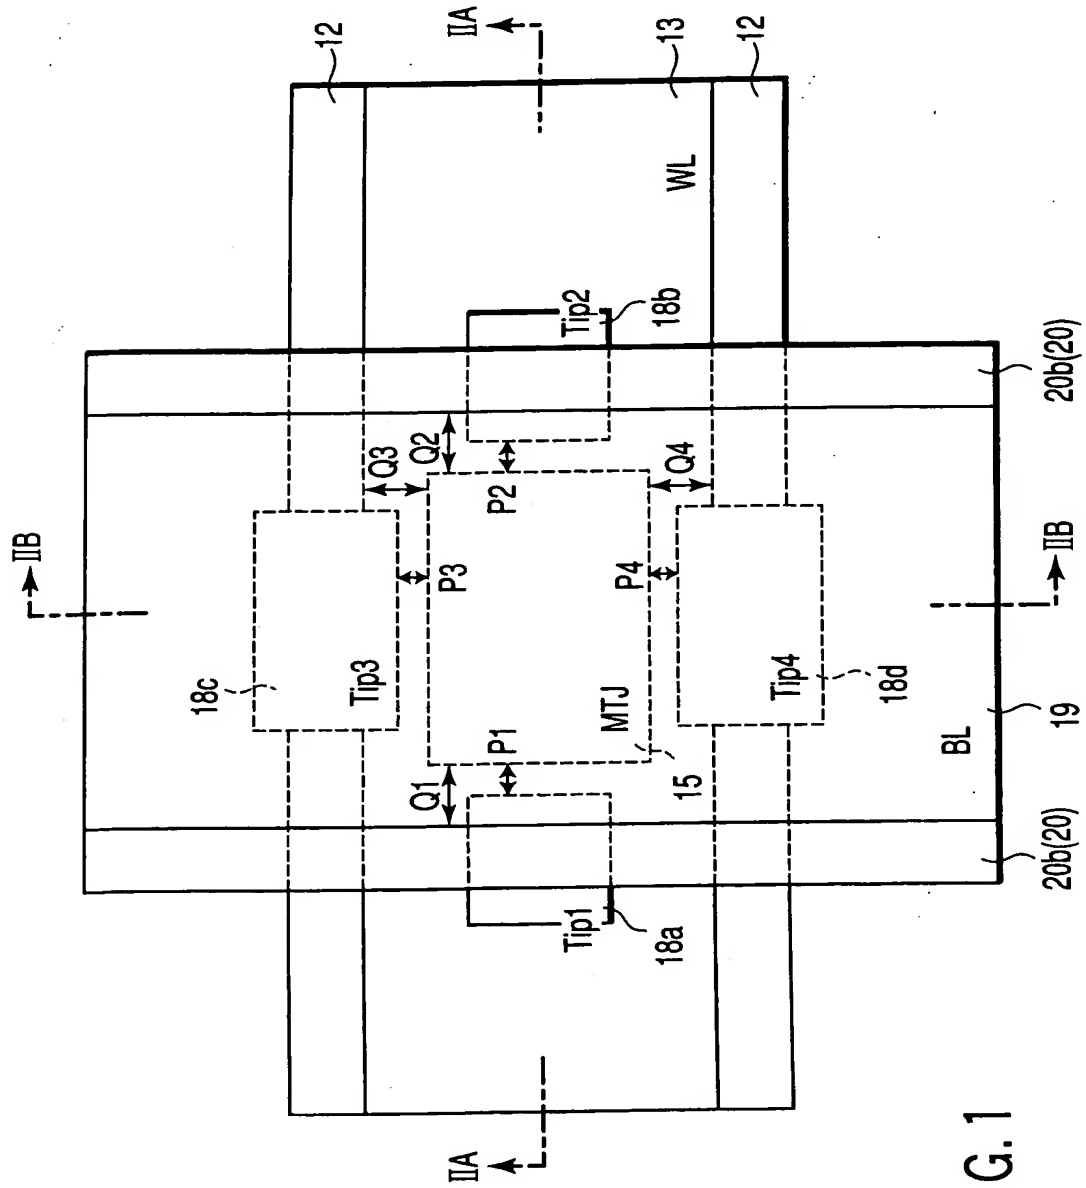 IIB
IIA
12
13
12
WL
Tip2
18b
20b(20)
Q2
Q3
P2
Q4
P3
P4
18c
Tip3
MTJ
15
Tip4
18d
IIB
19
BL
Q1
P1
20b(20)
Tip1
18a
IIA
G. 1